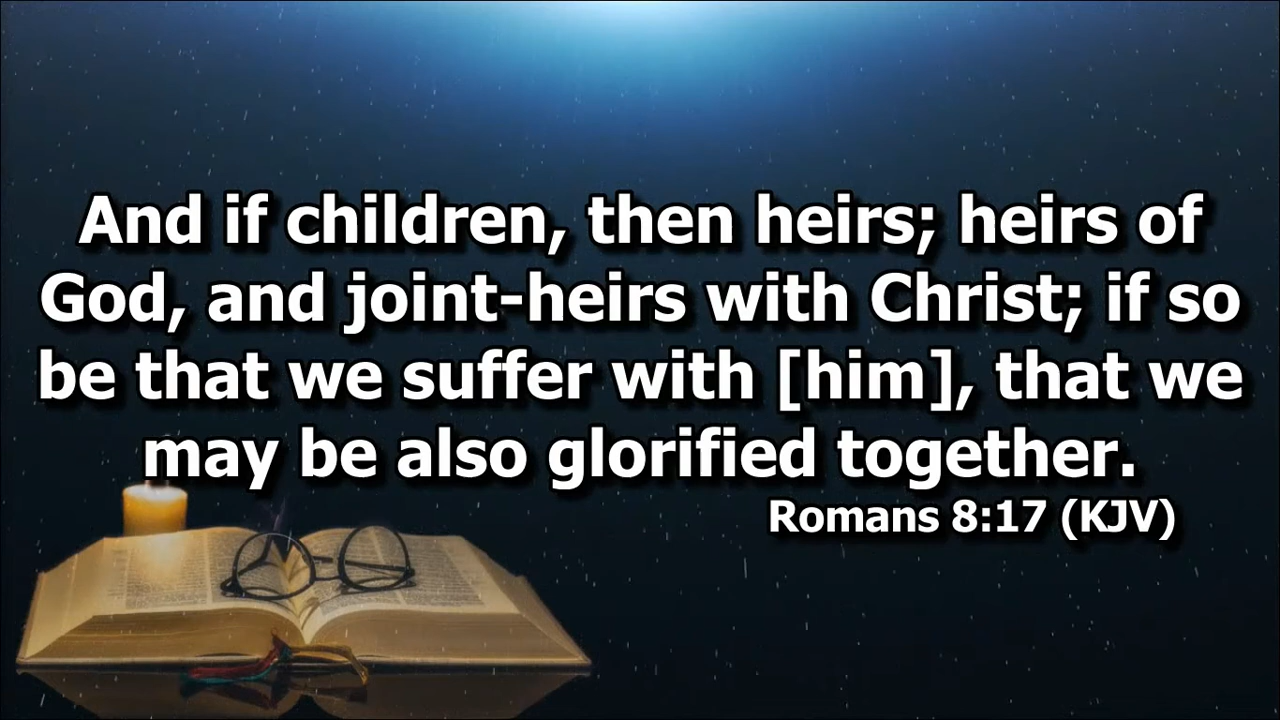 And if children, then heirs; heirs of
God, and joint-heirs with Christ; if so
be that we suffer with [him], that we
may be also glorified together.
Romans 8:17 (KJV)